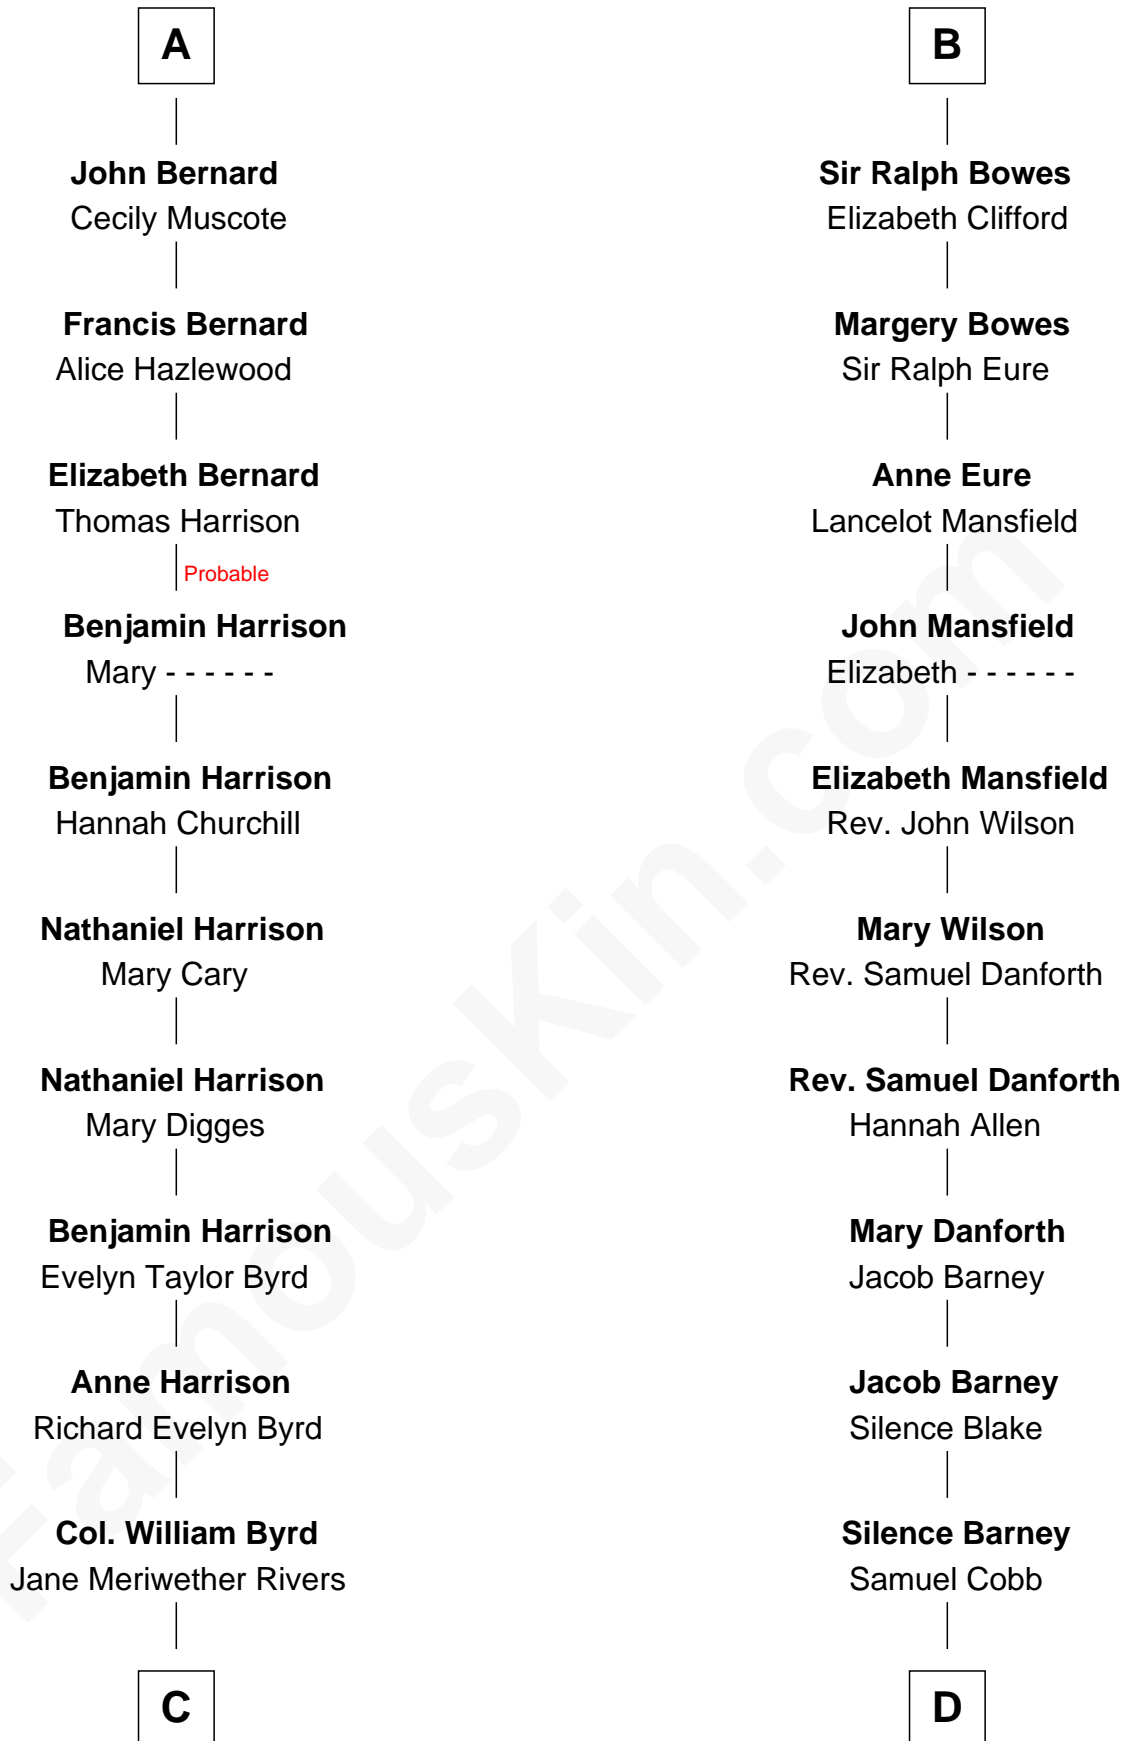 A
John Bernard
Cecily Muscote
Francis Bernard
Alice Hazlewood
Elizabeth Bernard
Thomas Harrison
Probable
Benjamin Harrison
Mary - - - - - -
Benjamin Harrison
Hannah Churchill
Nathaniel Harrison
Mary Cary
Nathaniel Harrison
Mary Digges
Benjamin Harrison
Evelyn Taylor Byrd
Anne Harrison
Richard Evelyn Byrd
Col. William Byrd
Jane Meriwether Rivers
C
B
Sir Ralph Bowes
Elizabeth Clifford
Margery Bowes
Sir Ralph Eure
Anne Eure
Lancelot Mansfield
John Mansfield
Elizabeth - - - - - -
Elizabeth Mansfield
Rev. John Wilson
Mary Wilson
Rev. Samuel Danforth
Rev. Samuel Danforth
Hannah Allen
Mary Danforth
Jacob Barney
Jacob Barney
Silence Blake
Silence Barney
Samuel Cobb
D
FamousKin.com